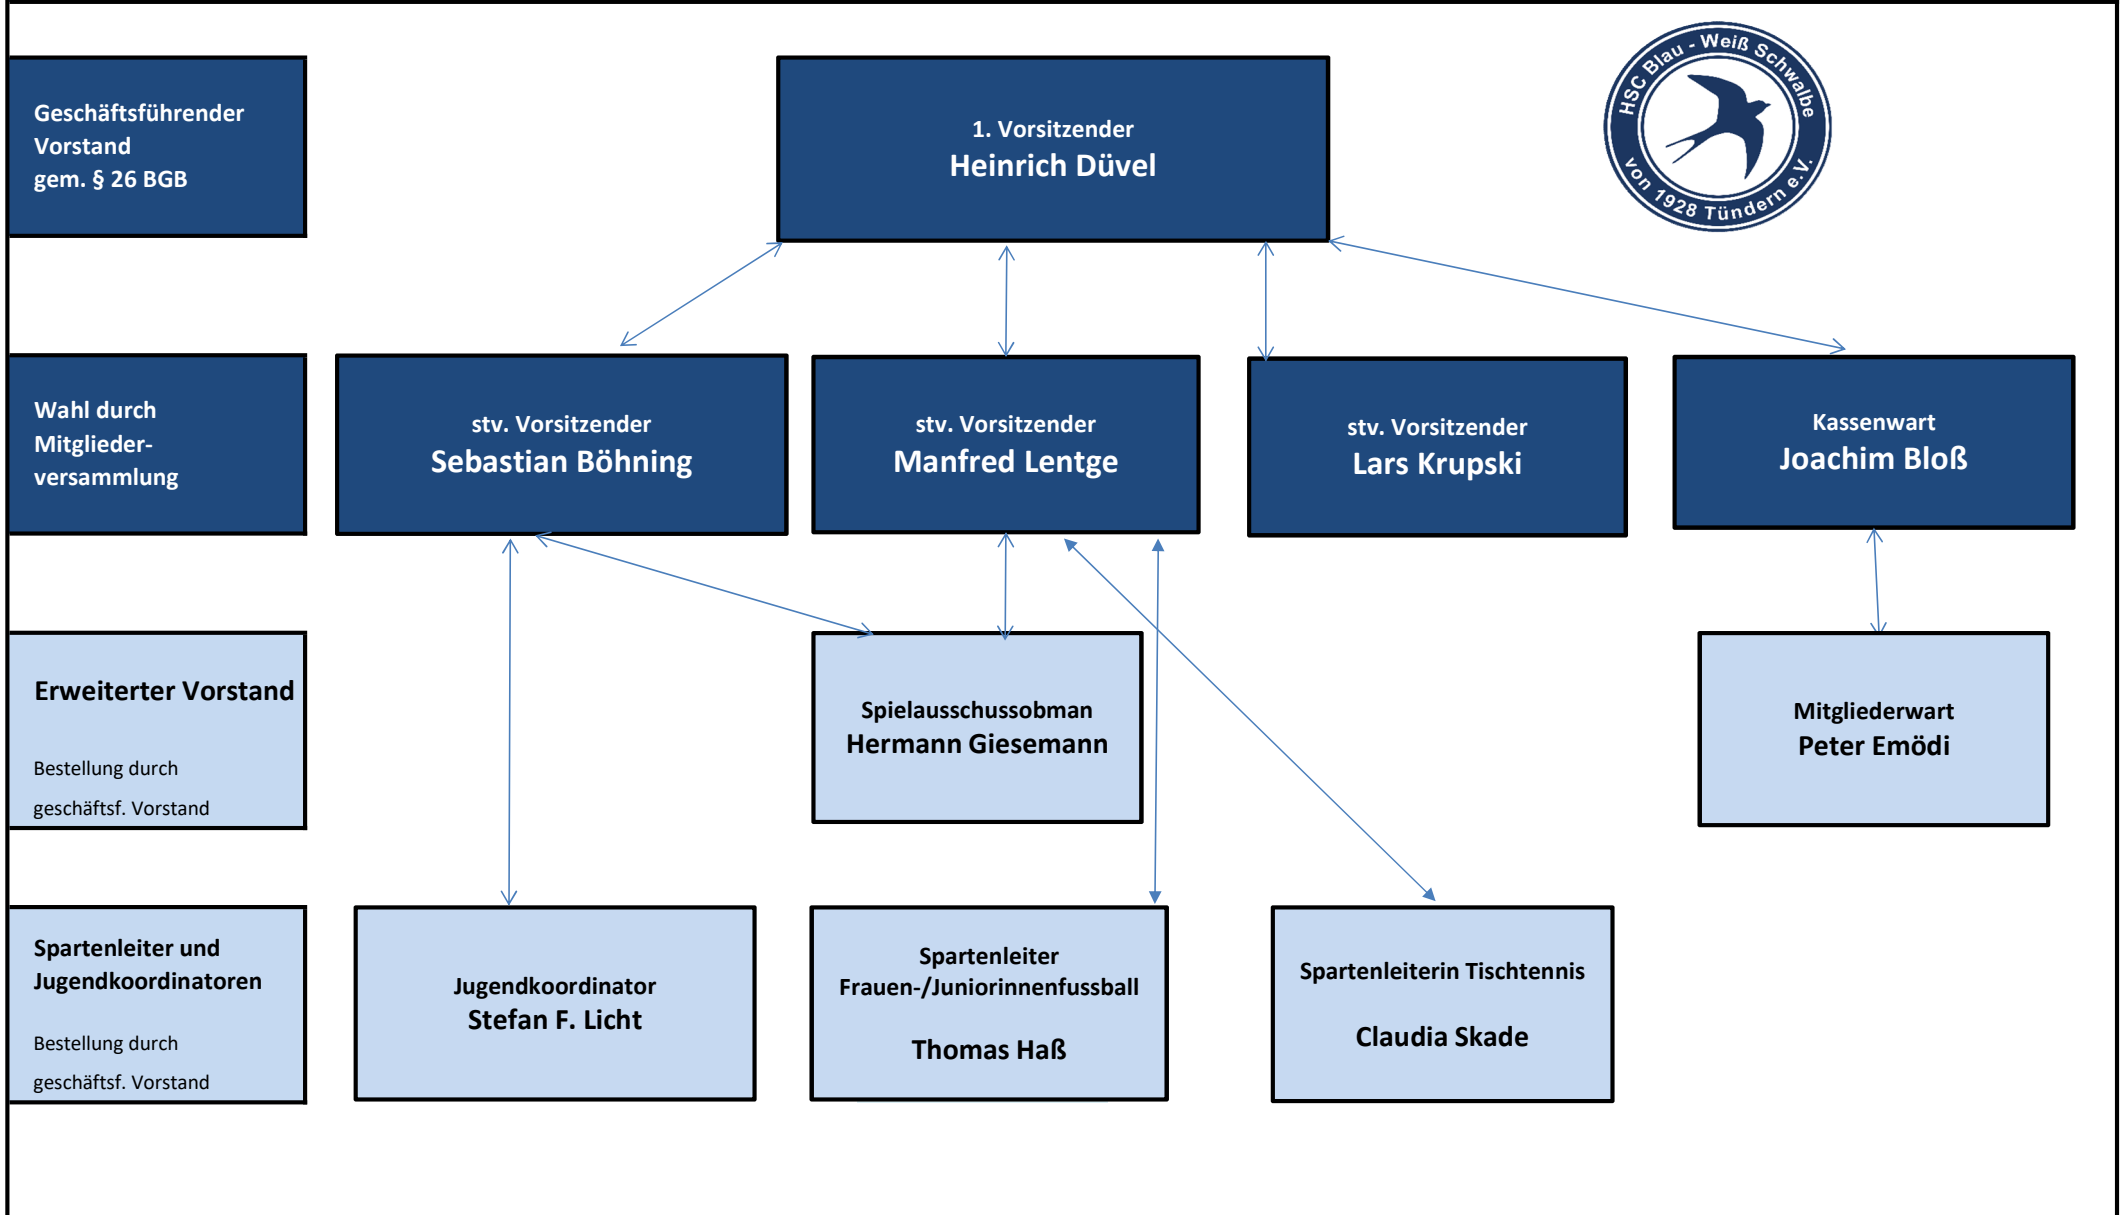 Geschäftsführender
Vorstand
gem. § 26 BGB
1. Vorsitzender
Heinrich Düvel
HSC Blau - Weiß Schwalbe
von 1928 Tündern e.V.
Wahl durch
Mitglieder-
versammlung
stv. Vorsitzender
Sebastian Böhning
stv. Vorsitzender
Manfred Lentge
stv. Vorsitzender
Lars Krupski
Kassenwart
Joachim Bloß
Erweiterter Vorstand
Bestellung durch
geschäftsf. Vorstand
Spielausschussobman
Hermann Giesemann
Mitgliederwart
Peter Emödi
Spartenleiter und
Jugendkoordinatoren
Bestellung durch
geschäftsf. Vorstand
Jugendkoordinator
Stefan F. Licht
Spartenleiter
Frauen-/Juniorinnenfussball
Thomas Haß
Spartenleiterin Tischtennis
Claudia Skade